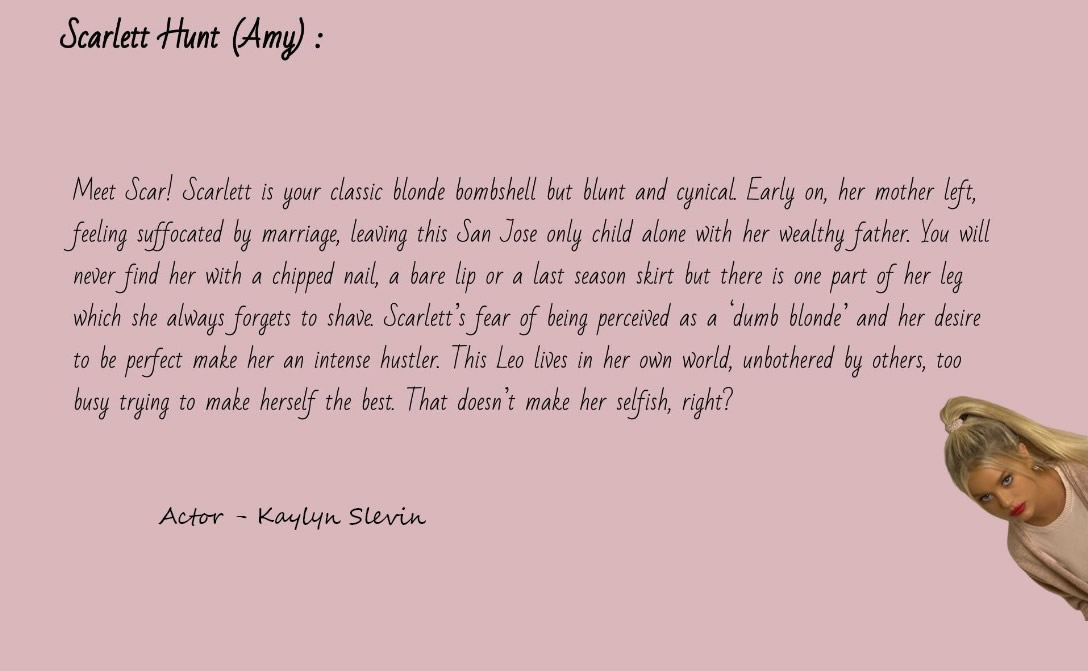 Scarlett Hunt (Amy) :
Meet Scar! Scarlett is your classic blonde bombshell but blunt and cynical. Early on, her mother left,
feeling suffocated by marriage, leaving this San Jose only child alone with her wealthy father. You will
never find her with a chipped nail, a bare lip or a last season skirt but there is one part of her leg
which she always forgets to shave. Scarlett’s fear of being perceived as a ‘dumb blonde’ and her desire
to be perfect make her an intense hustler. This Leo lives in her own world, unbothered by others, too
busy trying to make herself the best. That doesn’t make her selfish, right?
Actor - Kaylyn Slevin